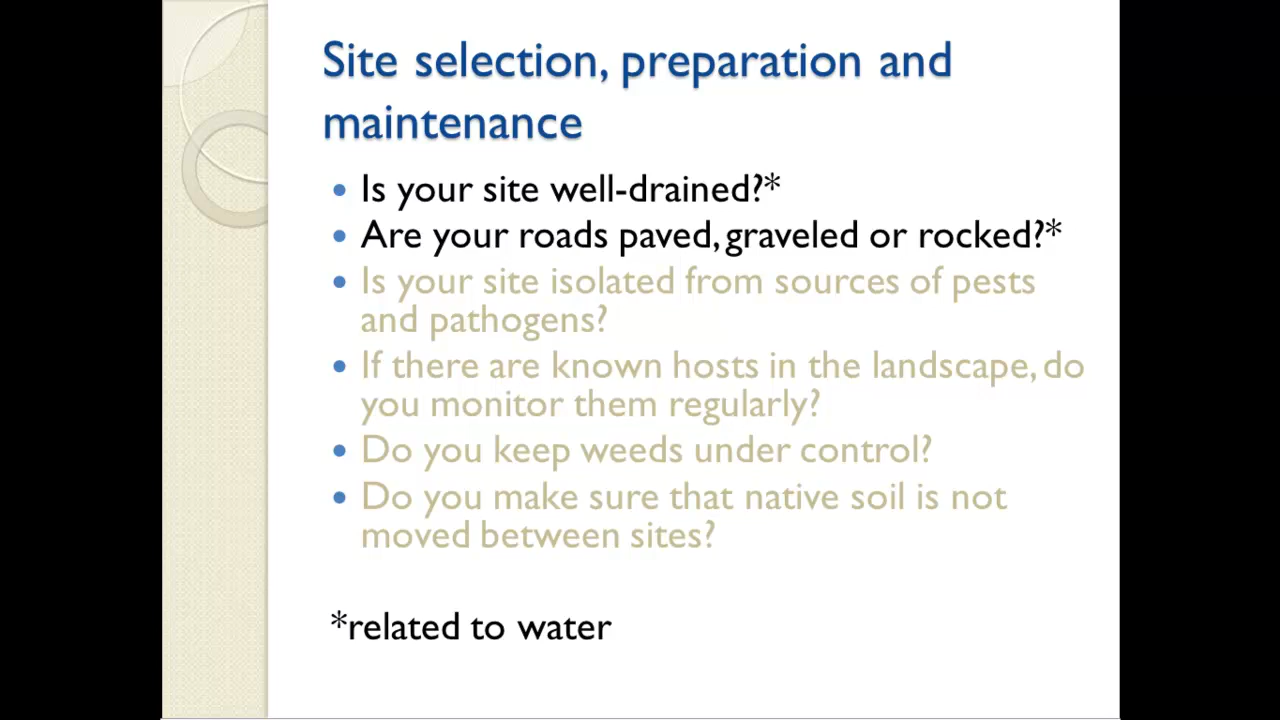 Site selection, preparation and
maintenance
• Is your site well-drained?*
• Are your roads paved, graveled or rocked?*
• Is your site isolated from sources of pests
and pathogens?
• If there are known hosts in the landscape, do
you monitor them regularly?
• Do you keep weeds under control?
• Do you make sure that native soil is not
moved between sites?
*related to water